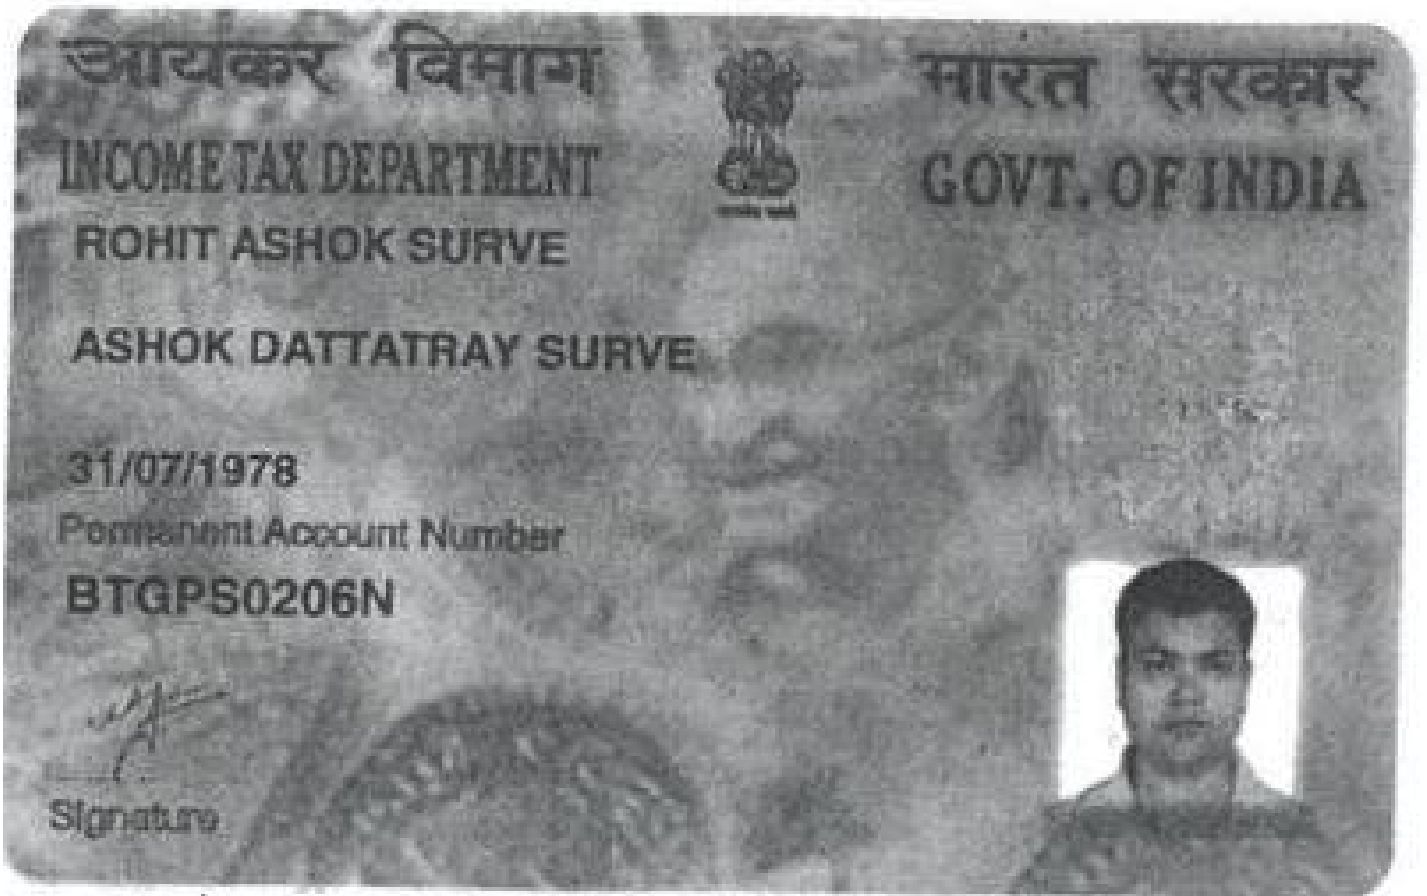 आयकर विभाग
भारत सरकार
INCOME TAX DEPARTMENT
GOVT. OF INDIA
ROHIT ASHOK SURVE
ASHOK DATTATRAY SURVE
31/07/1978
Permanent Account Number
BTGPS0206N
Signature